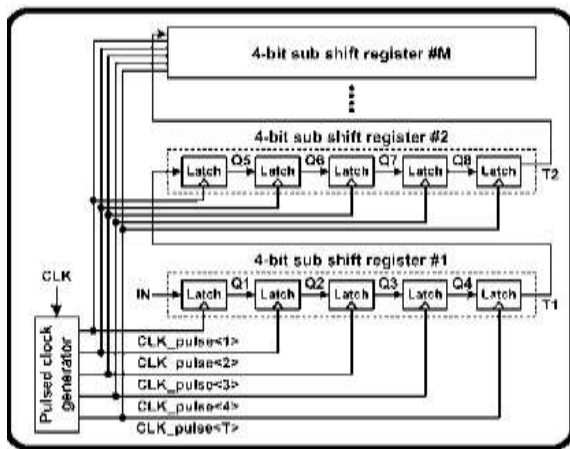 4-bit sub shift register #M
4-bit sub shift register #2
Latch Q5 Latch Q6 Latch Q7 Latch Q8 Latch
T2
4-bit sub shift register #1
CLK
IN Latch Q1 Latch Q2 Latch Q3 Latch Q4 Latch
T1
Pulsed clock
generator
CLK_pulse<1>
CLK_pulse<2>
CLK_pulse<3>
CLK_pulse<4>
CLK_pulse<T>